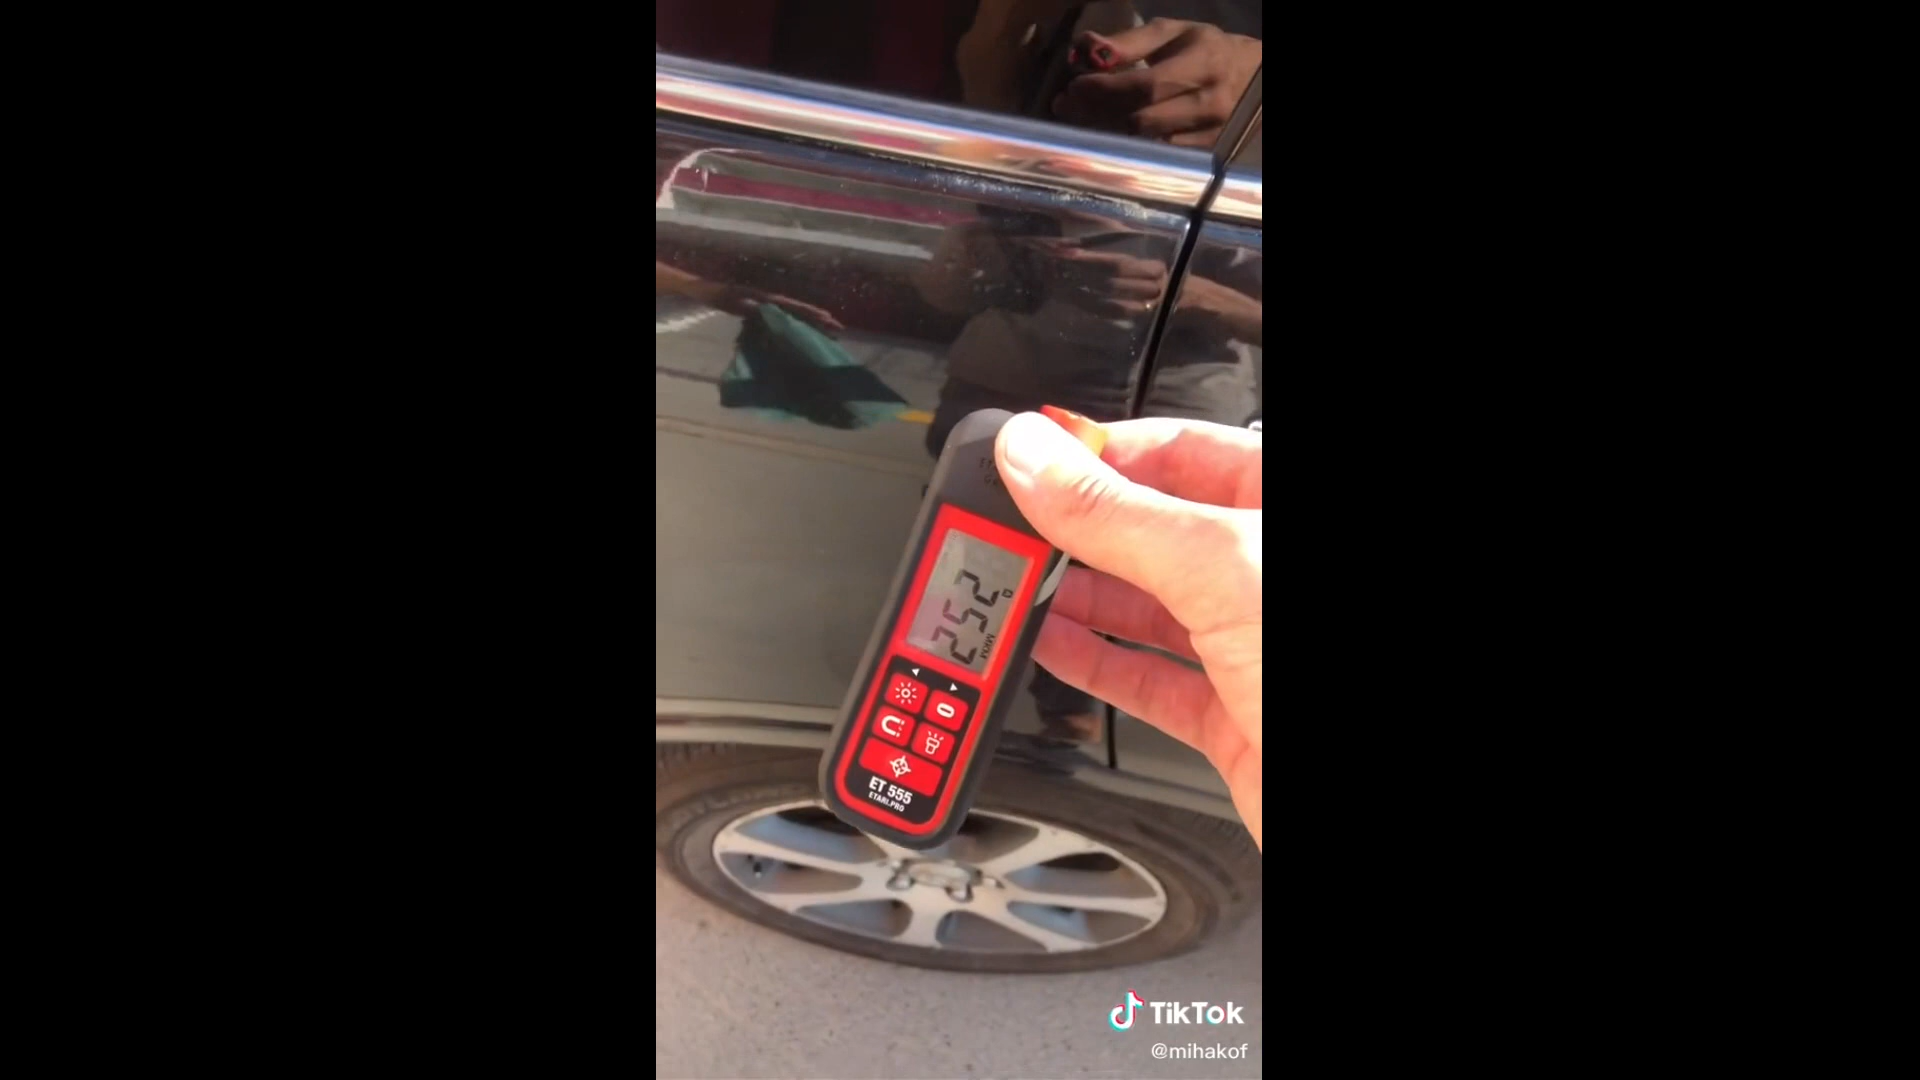 252
МКМ
ET 555
ETARI.PRO
TikTok
@mihakof